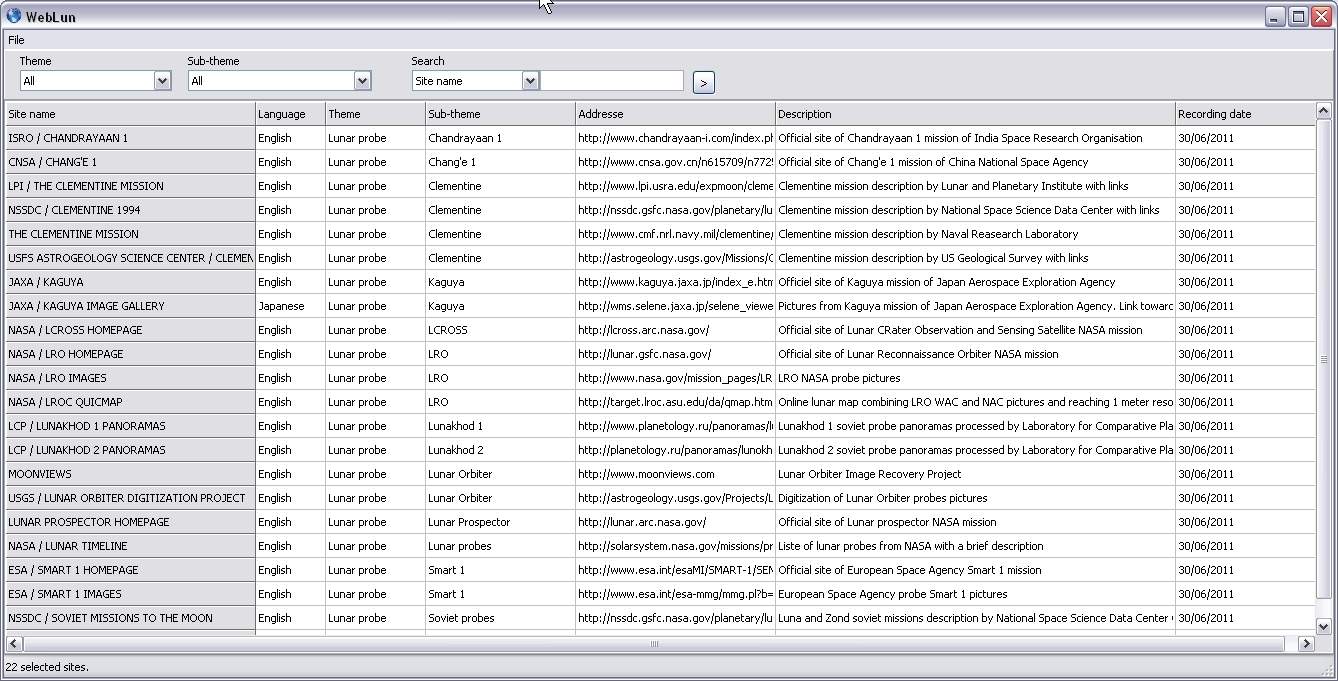 WebLun
File
Theme Sub-theme Search
All All Site name >
Site name Language Theme Sub-theme Addresse Description Recording date
ISRO / CHANDRAYAAN 1 English Lunar probe Chandrayaan 1 http://www.chandrayaan-i.com/index.ph Official site of Chandrayaan 1 mission of India Space Research Organisation 30/06/2011
CNSA / CHANG'E 1 English Lunar probe Chang'e 1 http://www.cnsa.gov.cn/n615709/n772 Official site of Chang'e 1 mission of China National Space Agency 30/06/2011
LPI / THE CLEMENTINE MISSION English Lunar probe Clementine http://www.lpi.usra.edu/expmoon/cleme Clementine mission description by Lunar and Planetary Institute with links 30/06/2011
NSSDC / CLEMENTINE 1994 English Lunar probe Clementine http://nssdc.gsfc.nasa.gov/planetary/lu Clementine mission description by National Space Science Data Center with links 30/06/2011
THE CLEMENTINE MISSION English Lunar probe Clementine http://www.cmf.nrl.navy.mil/clementine/ Clementine mission description by Naval Reasearch Laboratory 30/06/2011
USFS ASTROGEOLOGY SCIENCE CENTER / CLEMEN English Lunar probe Clementine http://astrogeology.usgs.gov/Missions/C Clementine mission description by US Geological Survey with links 30/06/2011
JAXA / KAGUYA English Lunar probe Kaguya http://www.kaguya.jaxa.jp/index_e.htm Official site of Kaguya mission of Japan Aerospace Exploration Agency 30/06/2011
JAXA / KAGUYA IMAGE GALLERY Japanese Lunar probe Kaguya http://wms.selene.jaxa.jp/selene_viewe Pictures from Kaguya mission of Japan Aerospace Exploration Agency. Link towarc 30/06/2011
NASA / LCROSS HOMEPAGE English Lunar probe LCROSS http://lcross.arc.nasa.gov/ Official site of Lunar CRater Observation and Sensing Satellite NASA mission 30/06/2011
NASA / LRO HOMEPAGE English Lunar probe LRO http://lunar.gsfc.nasa.gov/ Official site of Lunar Reconnaissance Orbiter NASA mission 30/06/2011
NASA / LRO IMAGES English Lunar probe LRO http://www.nasa.gov/mission_pages/LR LRO NASA probe pictures 30/06/2011
NASA / LROC QUICMAP English Lunar probe LRO http://target.lroc.asu.edu/da/qmap.htm Online lunar map combining LRO WAC and NAC pictures and reaching 1 meter reso 30/06/2011
LCP / LUNAKHOD 1 PANORAMAS English Lunar probe Lunakhod 1 http://www.planetology.ru/panoramas/lu Lunakhod 1 soviet probe panoramas processed by Laboratory for Comparative Pla 30/06/2011
LCP / LUNAKHOD 2 PANORAMAS English Lunar probe Lunakhod 2 http://planetology.ru/panoramas/lunokh Lunakhod 2 soviet probe panoramas processed by Laboratory for Comparative Pla 30/06/2011
MOONVIEWS English Lunar probe Lunar Orbiter http://www.moonviews.com Lunar Orbiter Image Recovery Project 30/06/2011
USGS / LUNAR ORBITER DIGITIZATION PROJECT English Lunar probe Lunar Orbiter http://astrogeology.usgs.gov/Projects/L Digitization of Lunar Orbiter probes pictures 30/06/2011
LUNAR PROSPECTOR HOMEPAGE English Lunar probe Lunar Prospector http://lunar.arc.nasa.gov/ Official site of Lunar prospector NASA mission 30/06/2011
NASA / LUNAR TIMELINE English Lunar probe Lunar probes http://solarsystem.nasa.gov/missions/pr Liste of lunar probes from NASA with a brief description 30/06/2011
ESA / SMART 1 HOMEPAGE English Lunar probe Smart 1 http://www.esa.int/esaMI/SMART-1/SEN Official site of European Space Agency Smart 1 mission 30/06/2011
ESA / SMART 1 IMAGES English Lunar probe Smart 1 http://www.esa.int/esa-mmg/mmg.pl?b= European Space Agency probe Smart 1 pictures 30/06/2011
NSSDC / SOVIET MISSIONS TO THE MOON English Lunar probe Soviet probes http://nssdc.gsfc.nasa.gov/planetary/lu Luna and Zond soviet missions description by National Space Science Data Center 30/06/2011
22 selected sites.